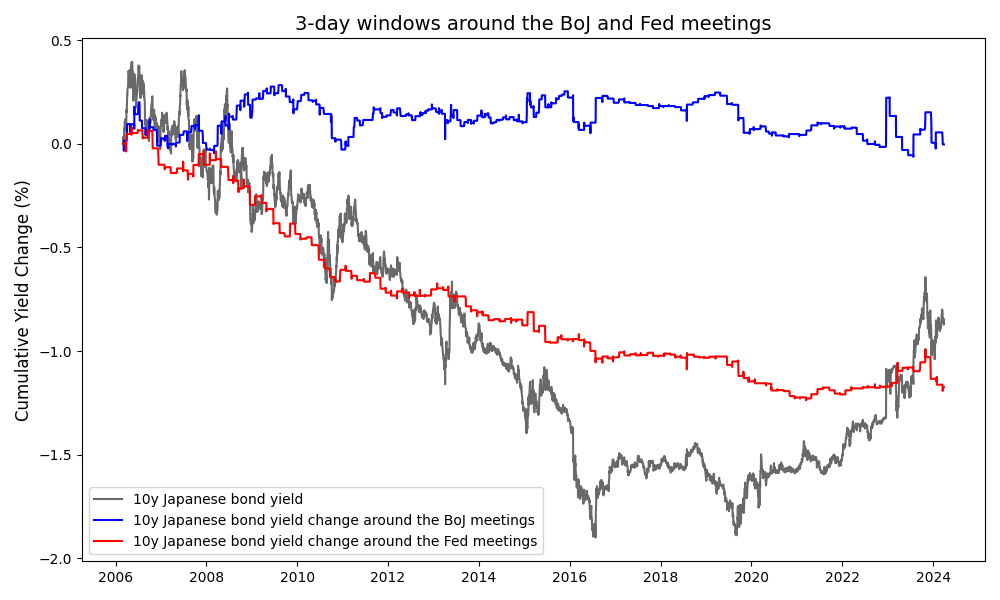 3-day windows around the BoJ and Fed meetings
Cumulative Yield Change (%)
0.5
0.0
−0.5
−1.0
−1.5
−2.0
10y Japanese bond yield
10y Japanese bond yield change around the BoJ meetings
10y Japanese bond yield change around the Fed meetings
2006 2008 2010 2012 2014 2016 2018 2020 2022 2024